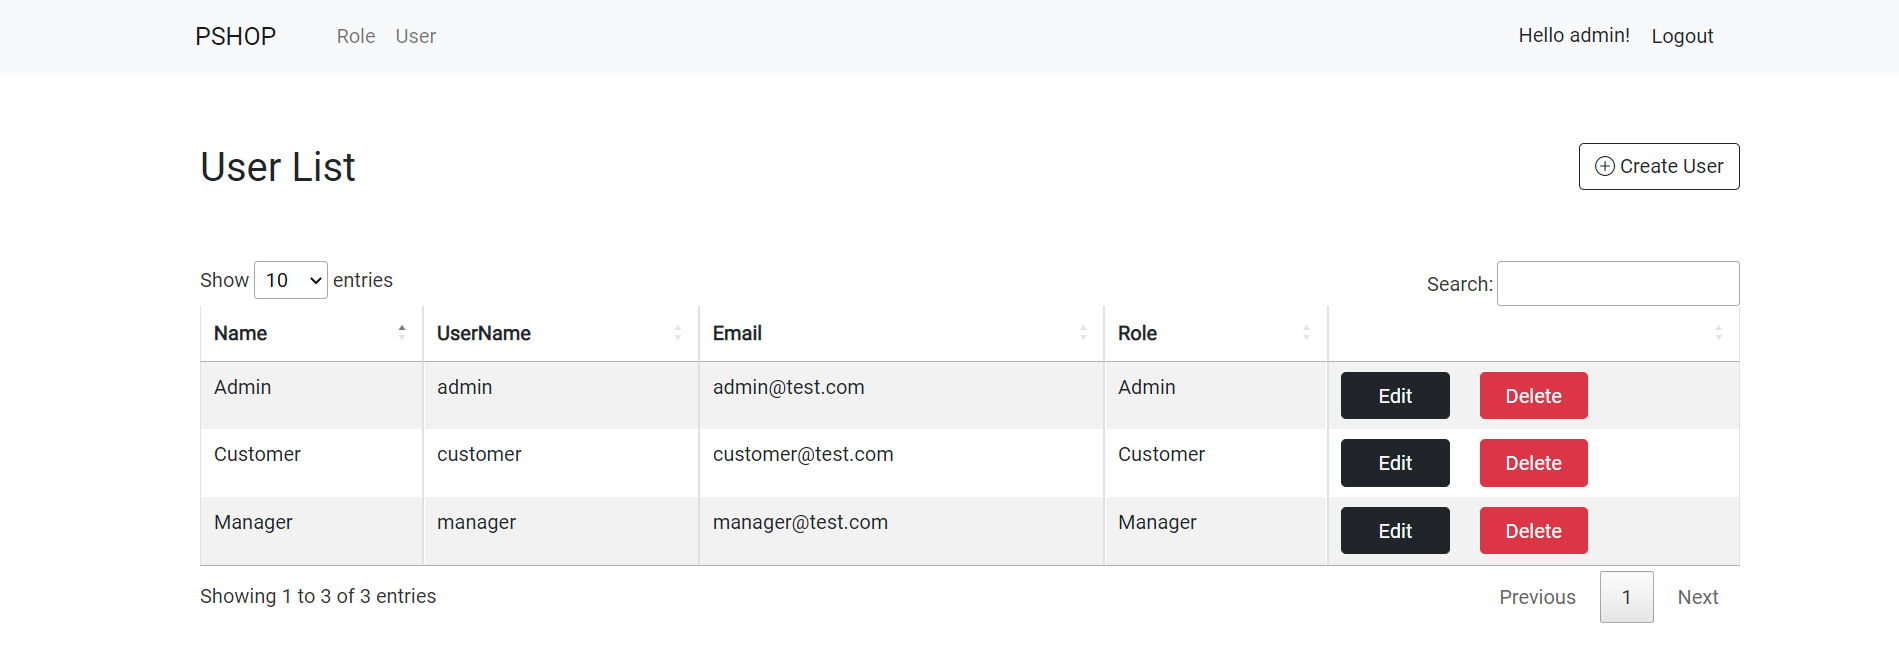 PSHOP Role User Hello admin! Logout
User List Create User
Show 10 entries Search:
Name UserName Email Role
Admin admin admin@test.com Admin Edit Delete
Customer customer customer@test.com Customer Edit Delete
Manager manager manager@test.com Manager Edit Delete
Showing 1 to 3 of 3 entries Previous 1 Next